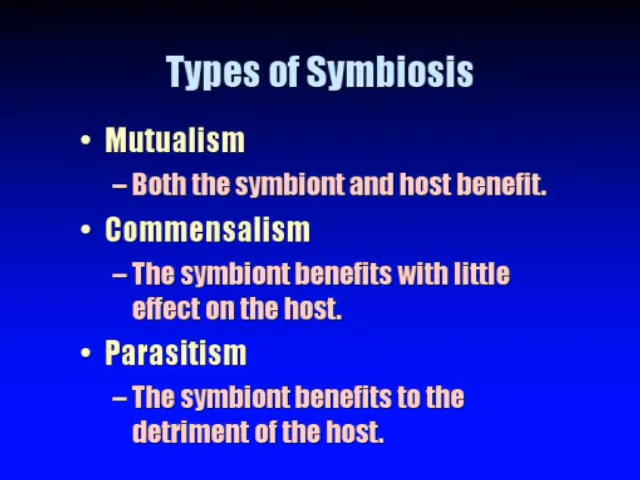 Types of Symbiosis
• Mutualism
– Both the symbiont and host benefit.
• Commensalism
– The symbiont benefits with little
effect on the host.
• Parasitism
– The symbiont benefits to the
detriment of the host.